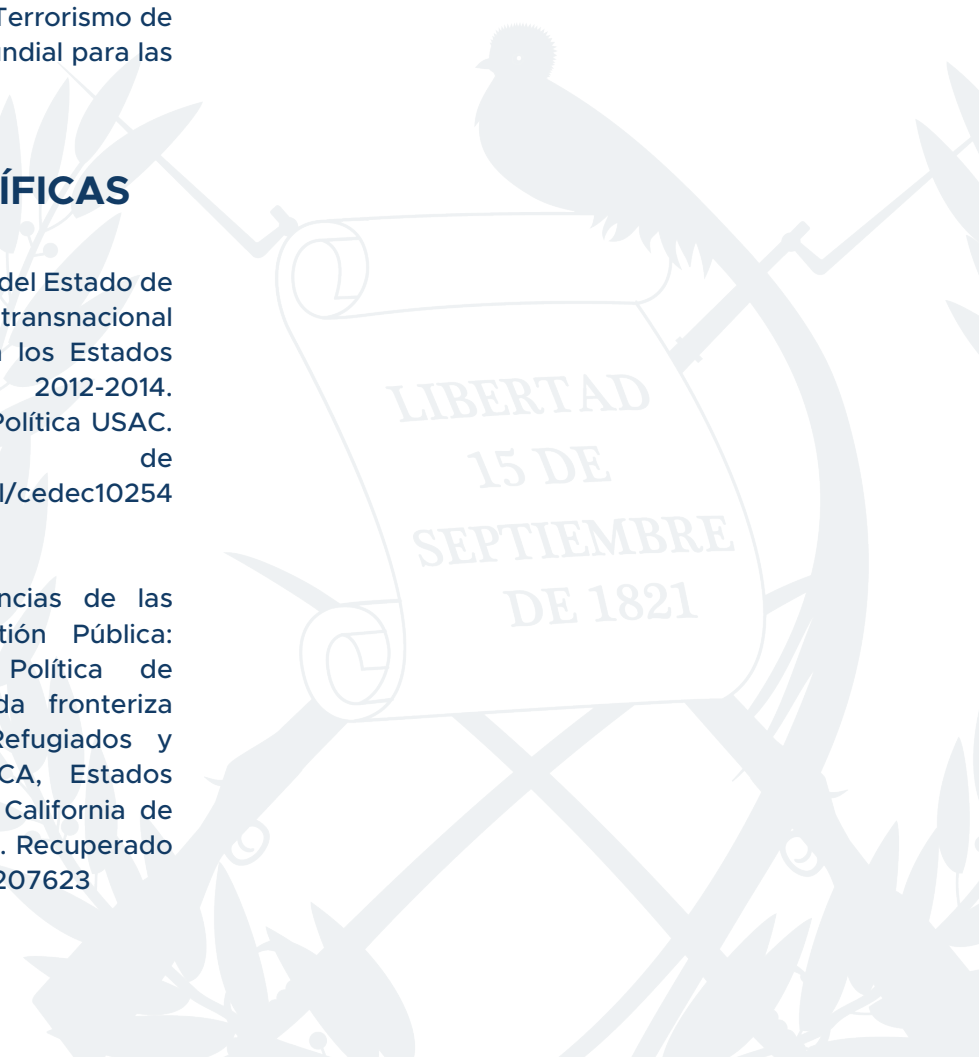 Terrorismo de
ndial para las
ÍFICAS
del Estado de
transnacional
los Estados
2012-2014.
Política USAC.
de
l/cedec10254
ncias de las
tión Pública:
Política de
da fronteriza
Refugiados y
CA, Estados
California de
. Recuperado
207623
LIBERTAD
15 DE
SEPTIEMBRE
DE 1821